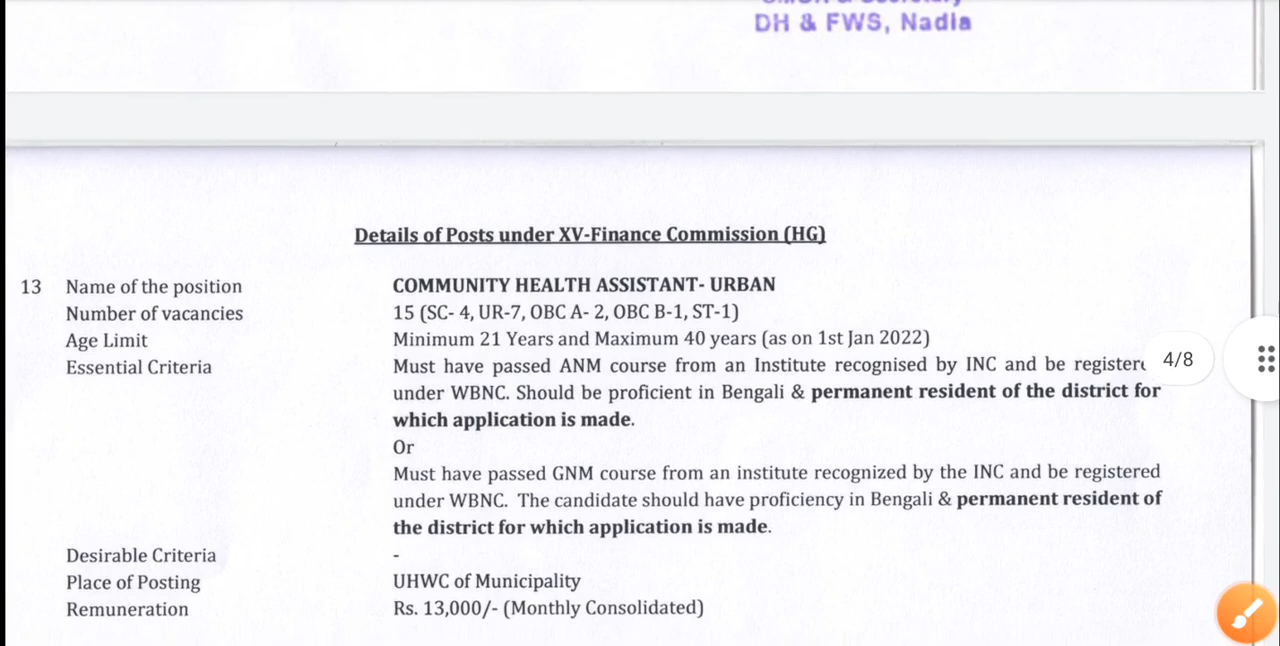 DH & FWS, Nadia
Details of Posts under XV-Finance Commission (HG)
13 Name of the position COMMUNITY HEALTH ASSISTANT- URBAN
Number of vacancies 15 (SC- 4, UR-7, OBC A- 2, OBC B-1, ST-1)
Age Limit Minimum 21 Years and Maximum 40 years (as on 1st Jan 2022)
Essential Criteria Must have passed ANM course from an Institute recognised by INC and be
4/8
under WBNC. Should be proficient in Bengali & permanent resident of the district for
which application is made.
Or
Must have passed GNM course from an institute recognized by the INC and be registered
under WBNC. The candidate should have proficiency in Bengali & permanent resident of
the district for which application is made.
Desirable Criteria -
Place of Posting UHWC of Municipality
Remuneration Rs. 13,000/- (Monthly Consolidated)